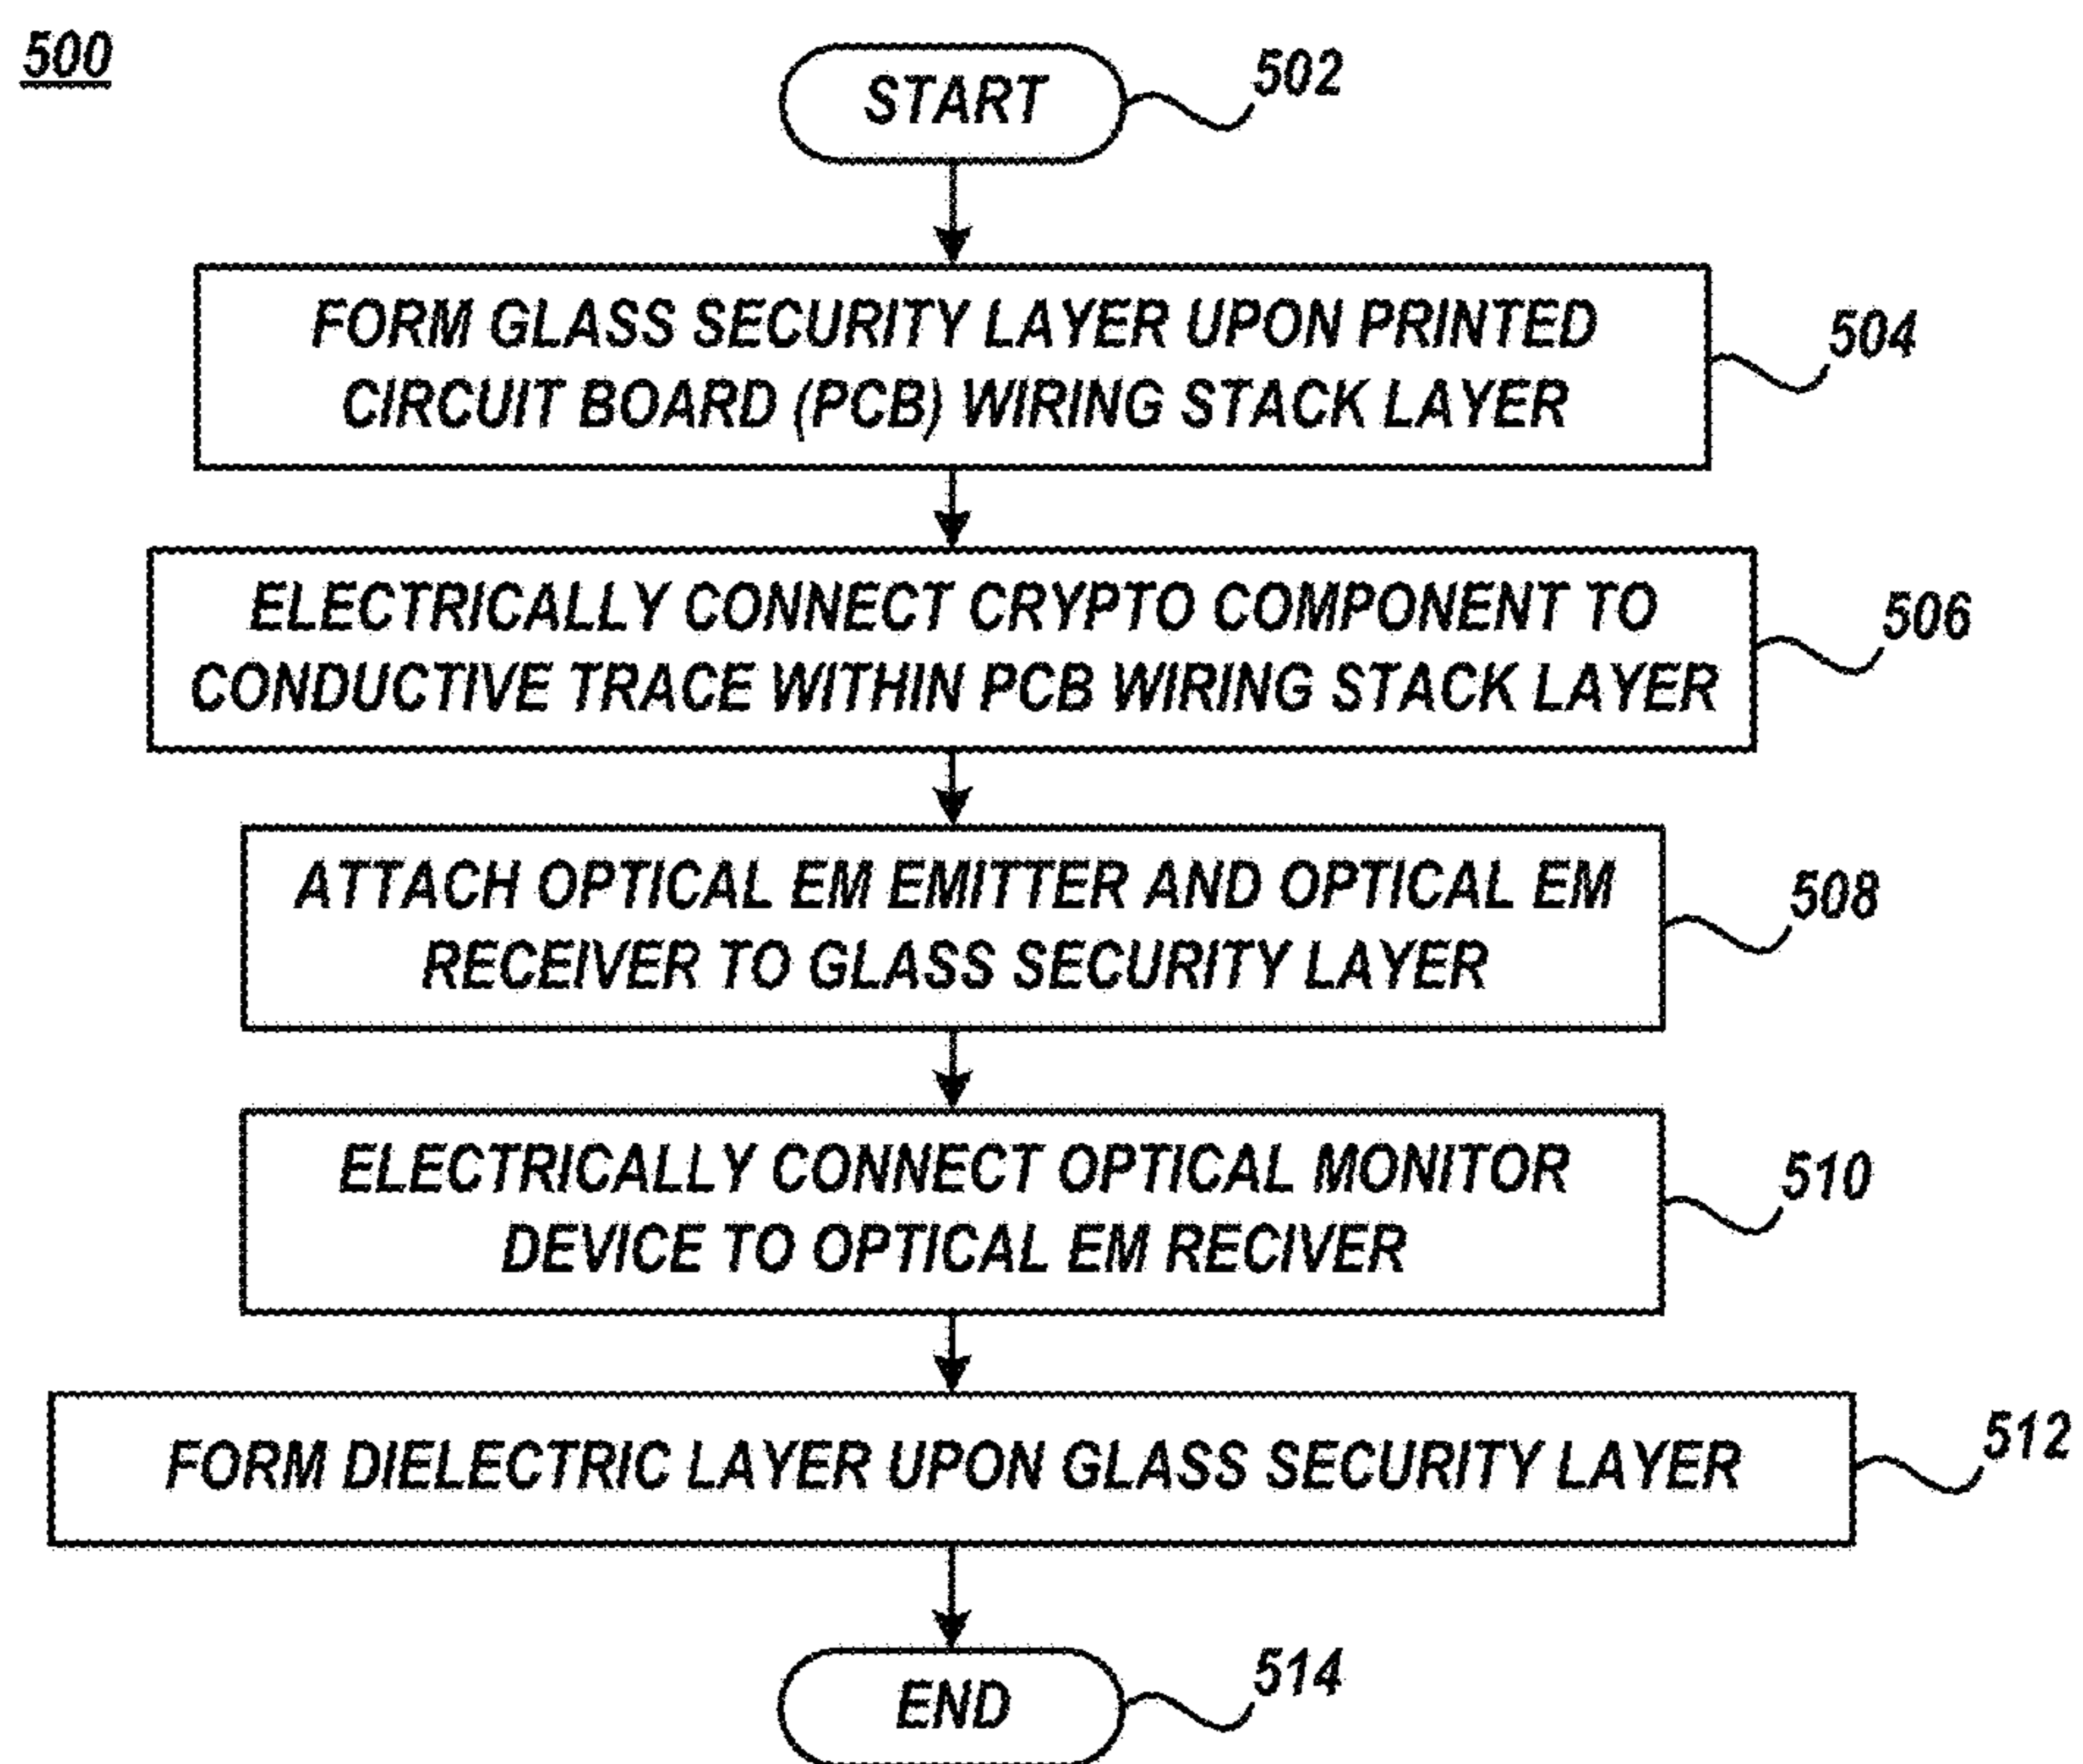 500
START
502
FORM GLASS SECURITY LAYER UPON PRINTED
CIRCUIT BOARD (PCB) WIRING STACK LAYER
504
ELECTRICALLY CONNECT CRYPTO COMPONENT TO
CONDUCTIVE TRACE WITHIN PCB WIRING STACK LAYER
506
ATTACH OPTICAL EM EMITTER AND OPTICAL EM
RECEIVER TO GLASS SECURITY LAYER
508
ELECTRICALLY CONNECT OPTICAL MONITOR
DEVICE TO OPTICAL EM RECIVER
510
FORM DIELECTRIC LAYER UPON GLASS SECURITY LAYER
512
END
514